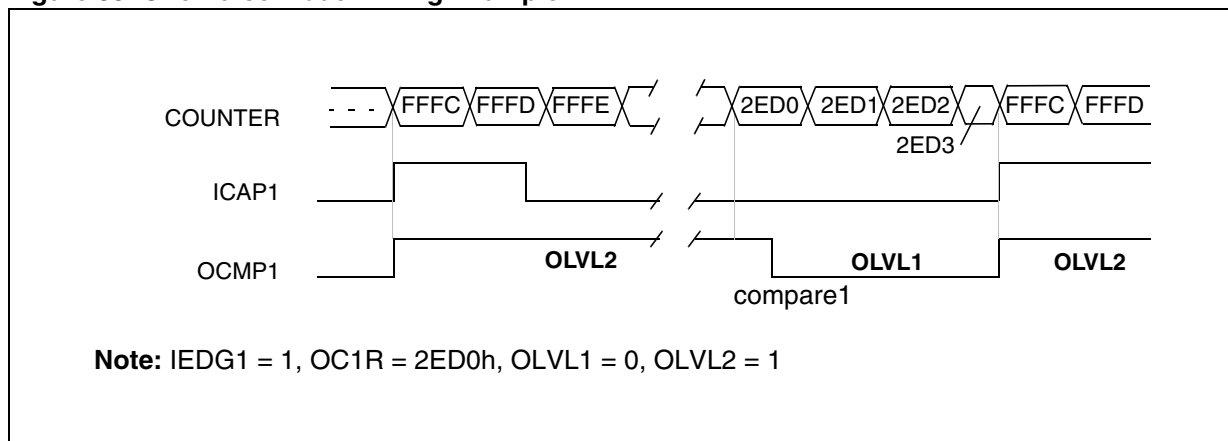 COUNTER - - - FFFC FFFD FFFE 2ED0 2ED1 2ED2 FFFC FFFD
2ED3
ICAP1
OCMP1 OLVL2 OLVL1 OLVL2
compare1
Note: IEDG1 = 1, OC1R = 2ED0h, OLVL1 = 0, OLVL2 = 1